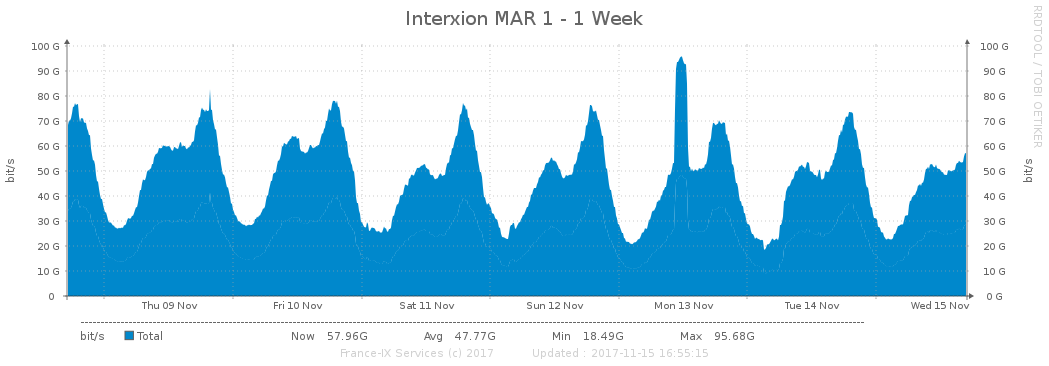 Interxion MAR 1 - 1 Week
RRDTOOL / TOBI OETIKER
bit/s
100 G 100 G
90 G 90 G
80 G 80 G
70 G 70 G
60 G 60 G
50 G 50 G
40 G 40 G
30 G 30 G
20 G 20 G
10 G 10 G
0 0 G
bit/s
Thu 09 Nov Fri 10 Nov Sat 11 Nov Sun 12 Nov Mon 13 Nov Tue 14 Nov Wed 15 Nov
bit/s Total Now 57.96G Avg 47.77G Min 18.49G Max 95.68G
France-IX Services (c) 2017 Updated : 2017-11-15 16:55:15